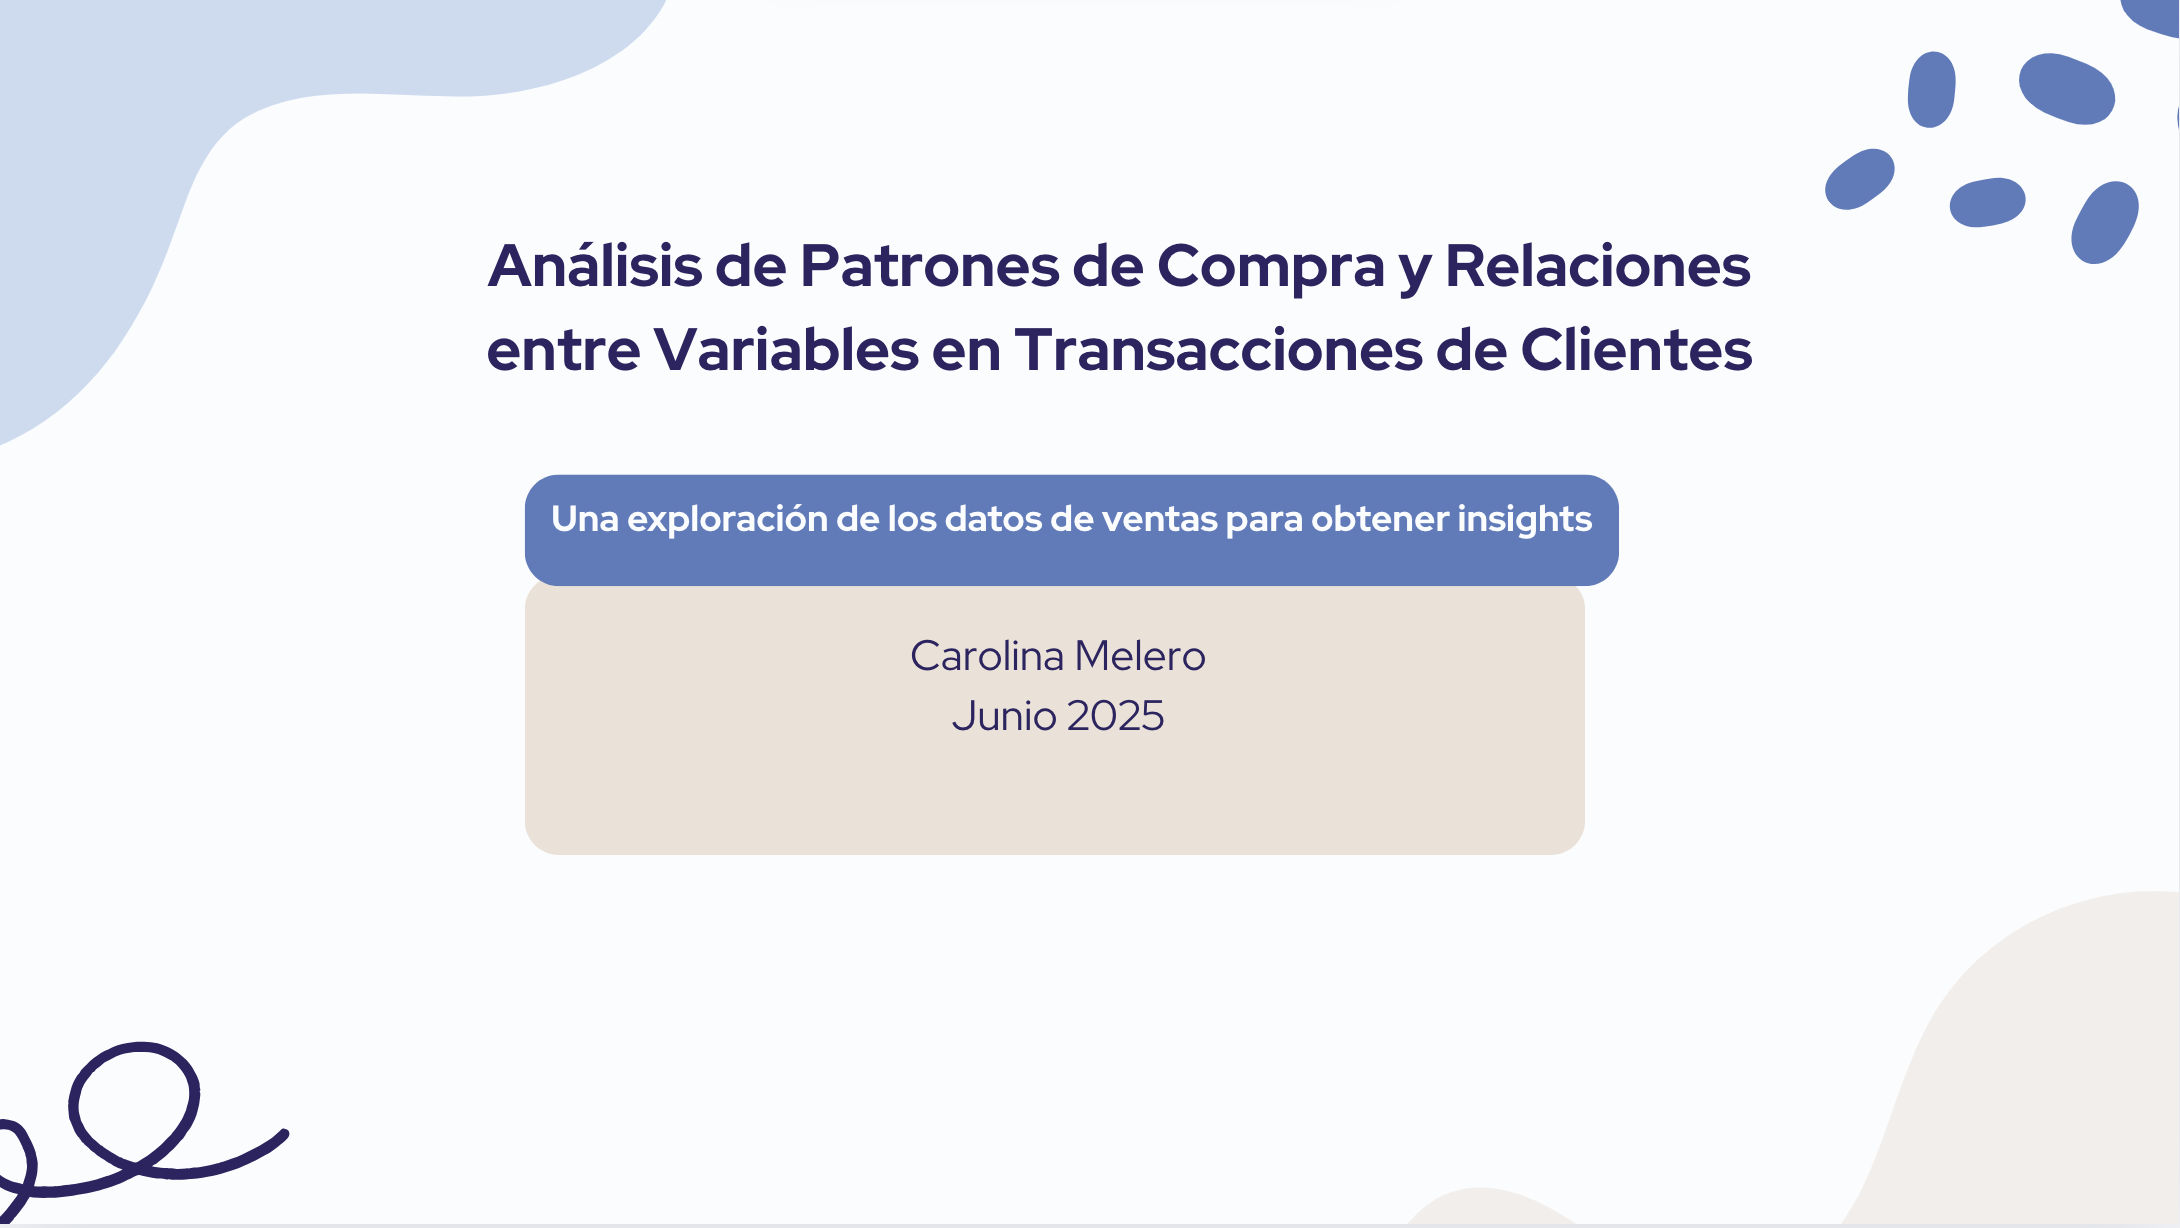 Análisis de Patrones de Compra y Relaciones
entre Variables en Transacciones de Clientes
Una exploración de los datos de ventas para obtener insights
Carolina Melero
Junio 2025